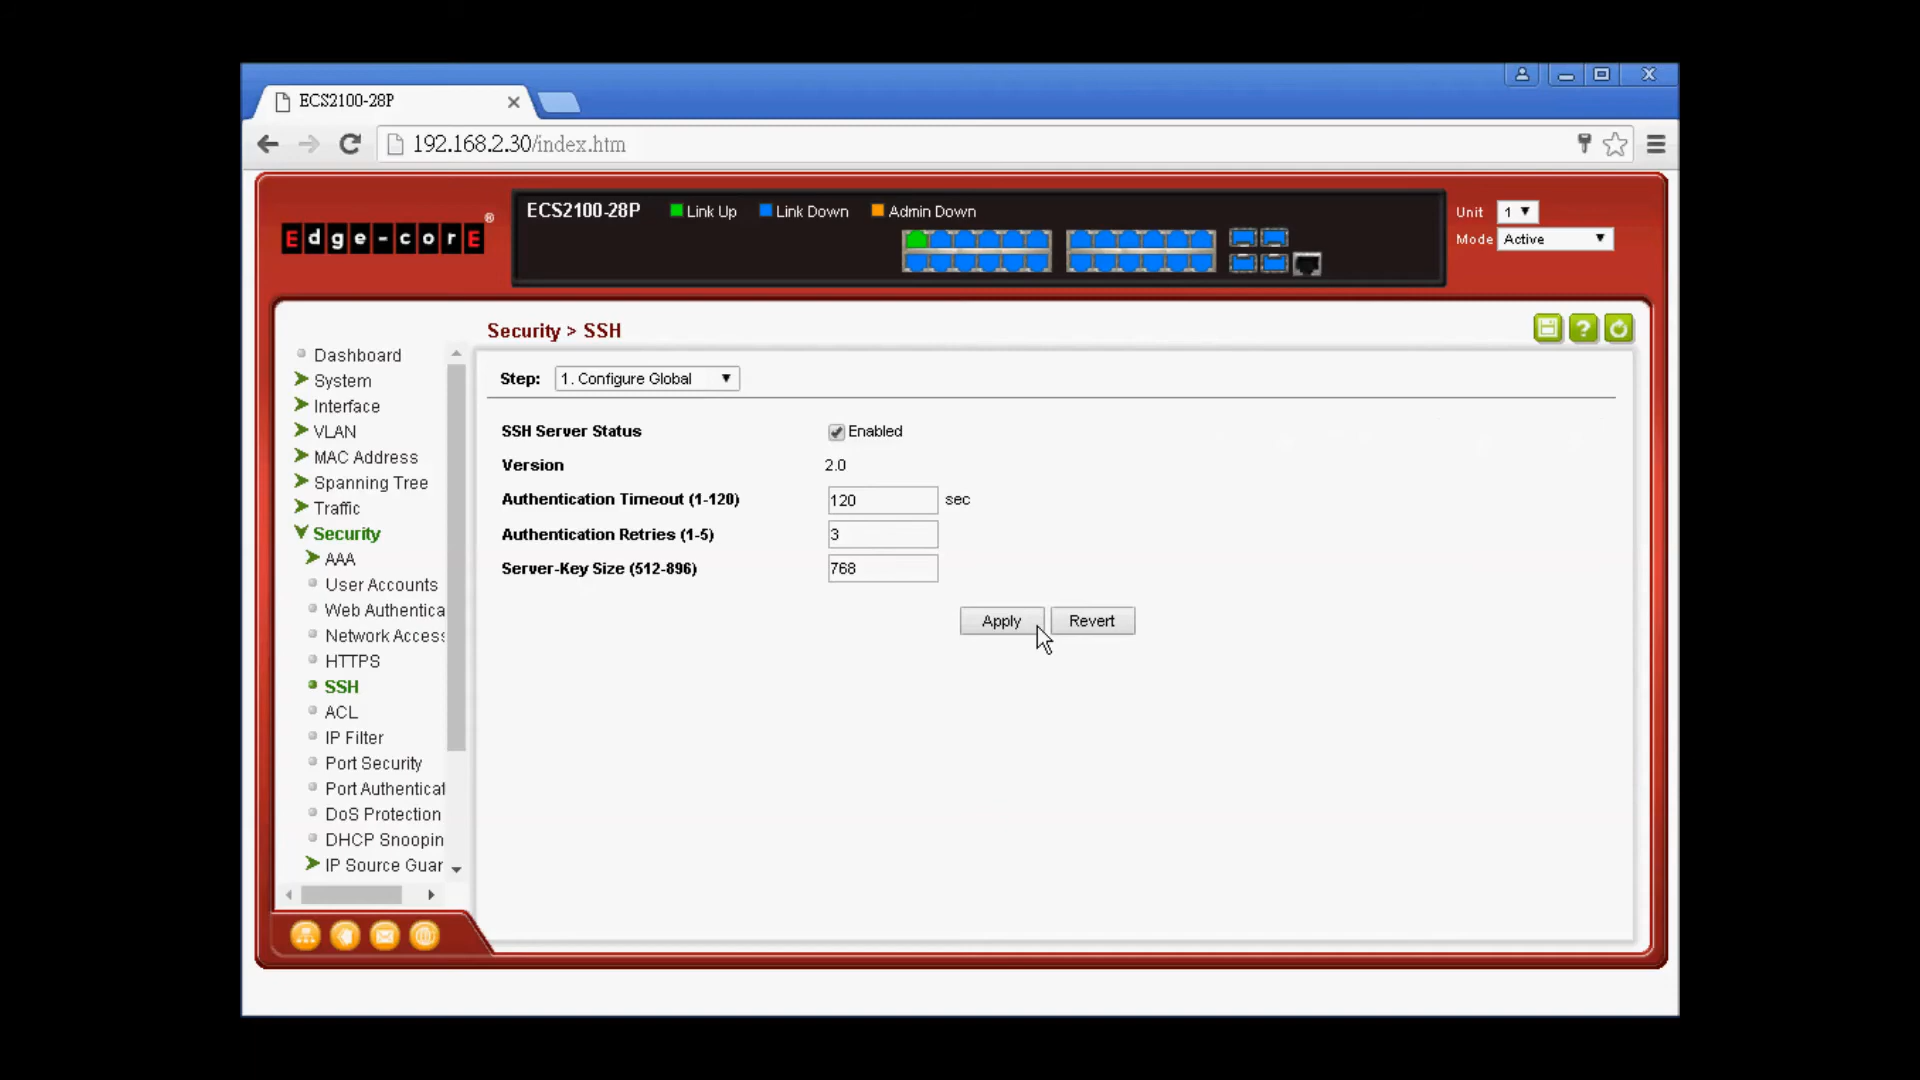 ECS2100-28P
192.168.2.30/index.htm
Edge-corE®
ECS2100-28P Link Up Link Down Admin Down
Unit 1
Mode Active
Security > SSH
Dashboard
System
Interface
VLAN
MAC Address
Spanning Tree
Traffic
Security
AAA
User Accounts
Web Authentica
Network Access
HTTPS
SSH
ACL
IP Filter
Port Security
Port Authenticat
DoS Protection
DHCP Snoopin
IP Source Guar
Step: 1. Configure Global
SSH Server Status Enabled
Version 2.0
Authentication Timeout (1-120) 120 sec
Authentication Retries (1-5) 3
Server-Key Size (512-896) 768
Apply Revert